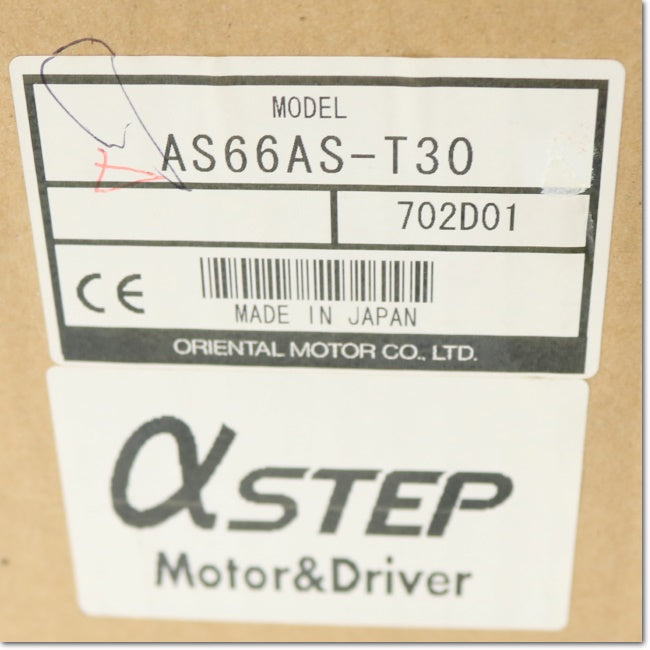 MODEL
AS66AS-T30
702D01
CE
MADE IN JAPAN
ORIENTAL MOTOR CO., LTD.
αSTEP
Motor&Driver